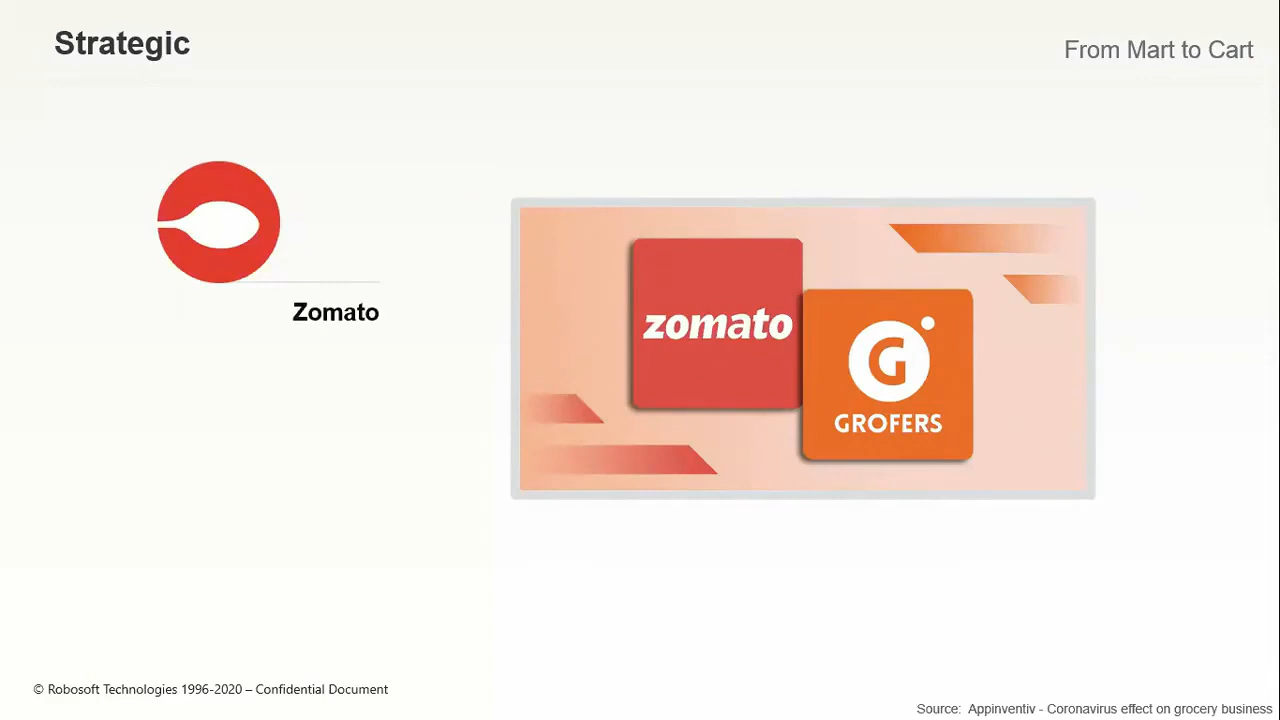 Strategic
From Mart to Cart
Zomato
zomato
G
GROFERS
© Robosoft Technologies 1996-2020 – Confidential Document
Source: Appinventiv - Coronavirus effect on grocery business